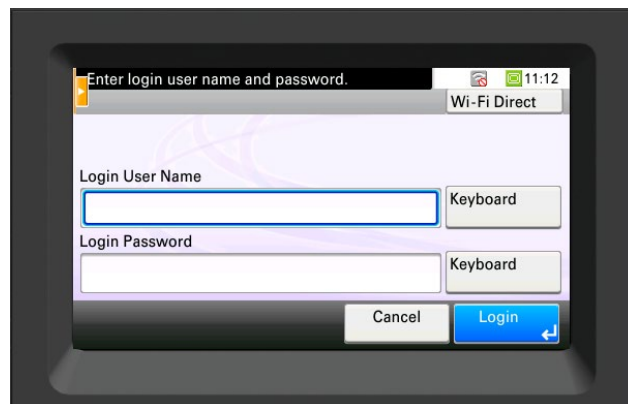 Enter login user name and password.
11:12
Wi-Fi Direct
Login User Name
Keyboard
Login Password
Keyboard
Cancel
Login